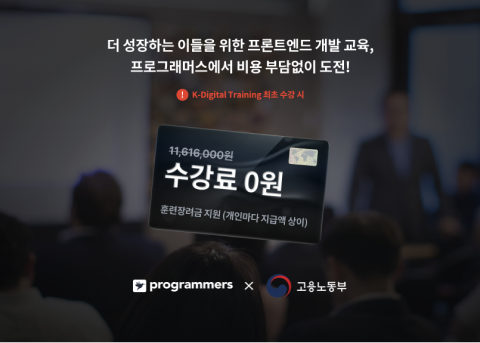 더 성장하는 이들을 위한 프론트엔드 개발 교육,
프로그래머스에서 비용 부담없이 도전!
! K-Digital Training 최초 수강 시
11,616,000원
수강료 0원
훈련장려금 지원 (개인마다 지급액 상이)
programmers × 고용노동부